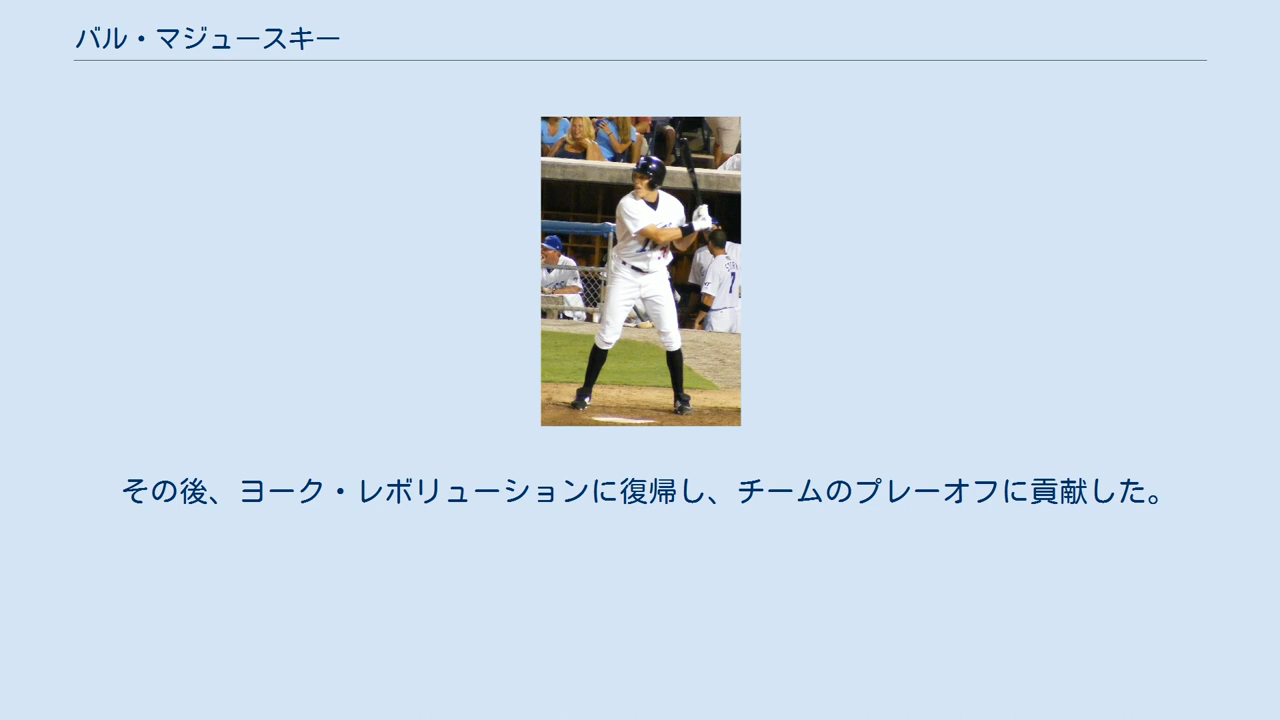 バル・マジュースキー
7
その後、ヨーク・レボリューションに復帰し、チームのプレーオフに貢献した。